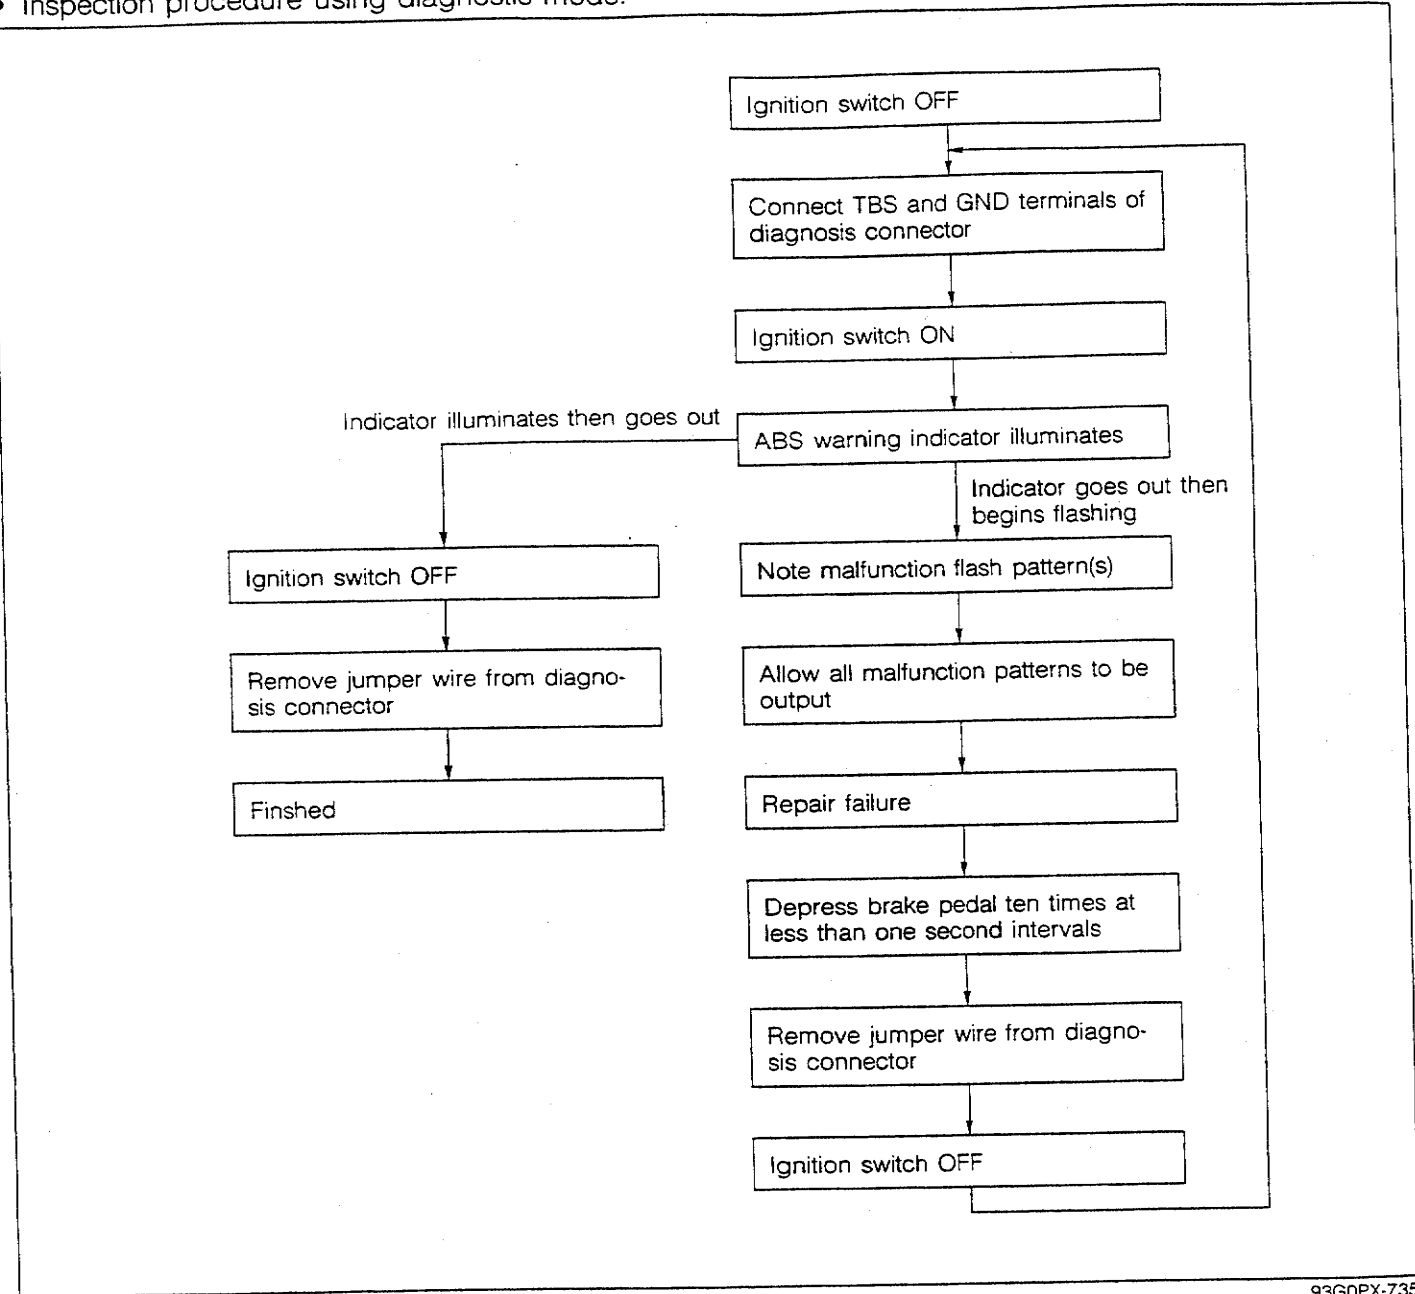 • Inspection procedure using diagnostic mode.
Ignition switch OFF
Connect TBS and GND terminals of
diagnosis connector
Ignition switch ON
ABS warning indicator illuminates
Indicator illuminates then goes out
Indicator goes out then
begins flashing
Ignition switch OFF
Remove jumper wire from diagno-
sis connector
Finshed
Note malfunction flash pattern(s)
Allow all malfunction patterns to be
output
Repair failure
Depress brake pedal ten times at
less than one second intervals
Remove jumper wire from diagno-
sis connector
Ignition switch OFF
93G0PX-735